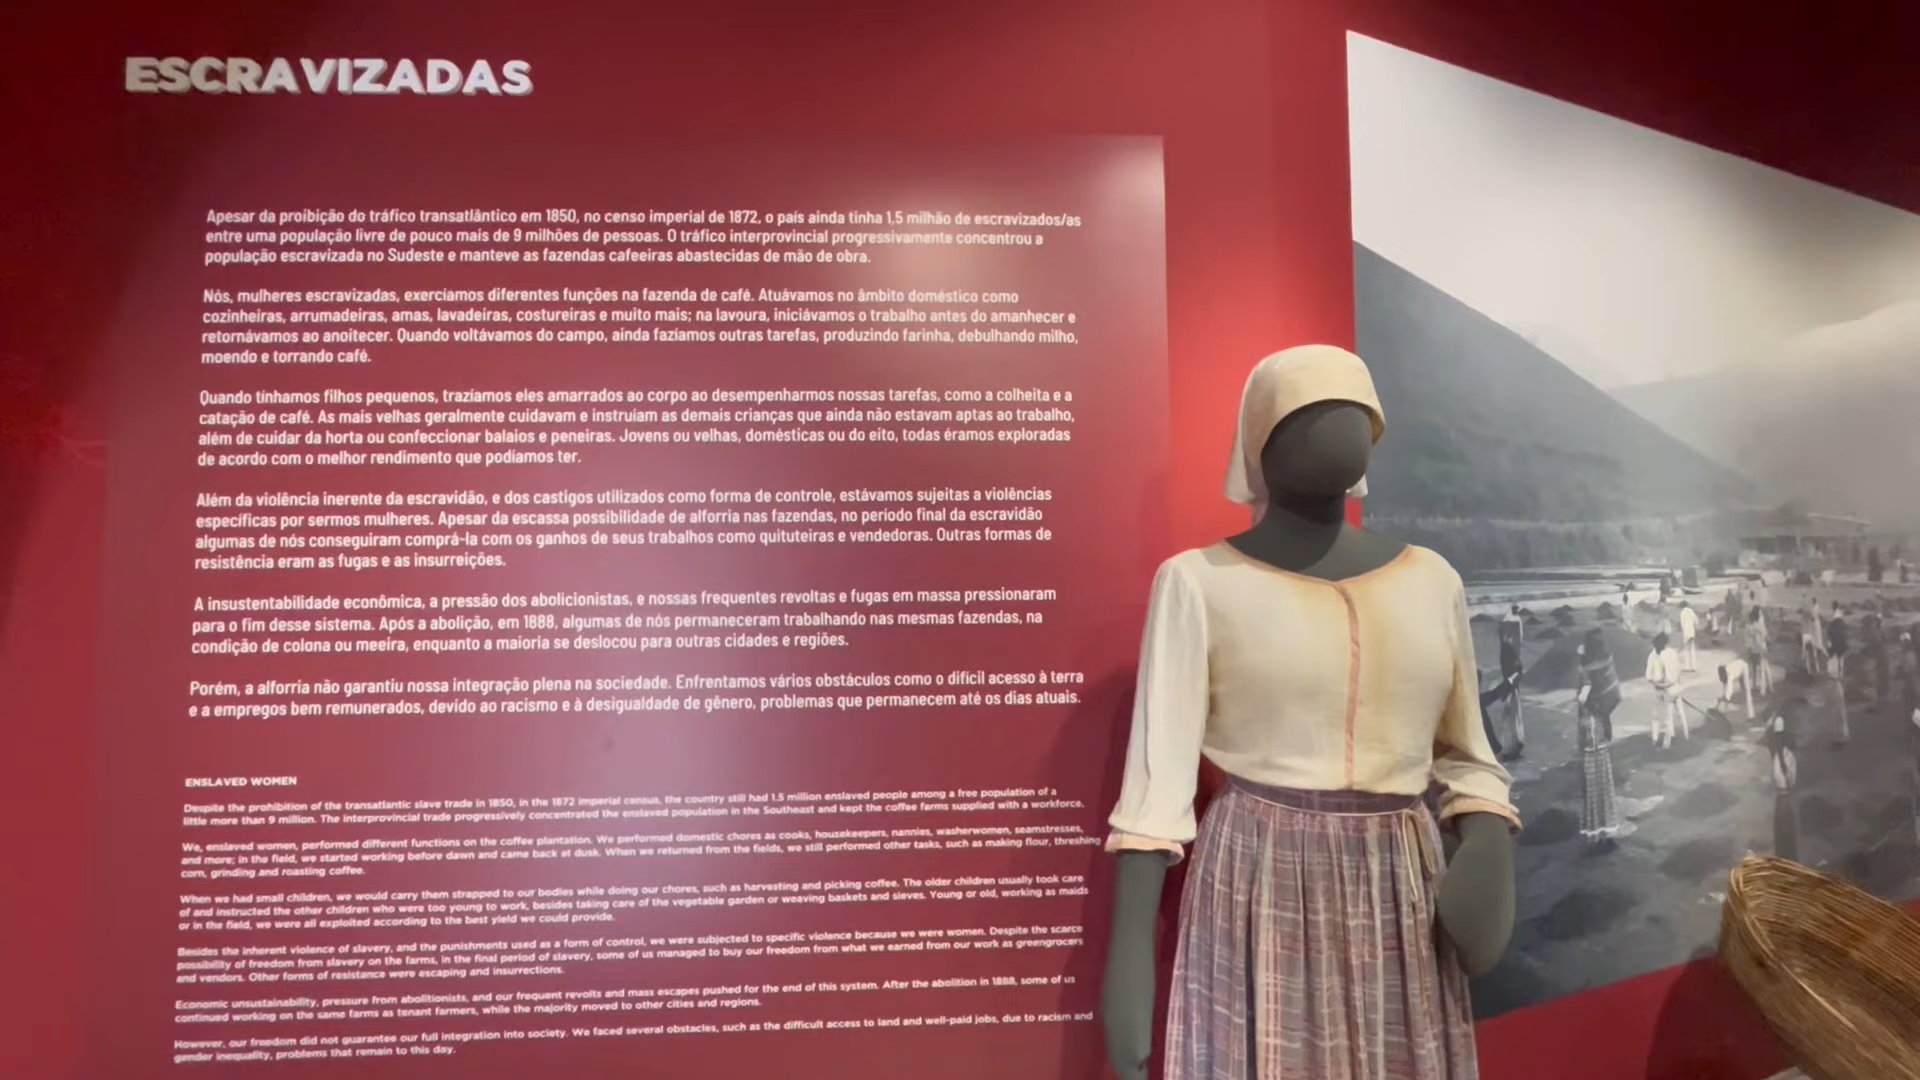 ESCRAVIZADAS
Apesar da proibição do tráfico transatlântico em 1850, no censo imperial de 1872, o país ainda tinha 1,5 milhão de escravizados/as
entre uma população livre de pouco mais de 9 milhões de pessoas. O tráfico interprovincial progressivamente concentrou a
população escravizada no Sudeste e manteve as fazendas cafeeiras abastecidas de mão de obra.
Nós, mulheres escravizadas, exercíamos diferentes funções na fazenda de café. Atuávamos no âmbito doméstico como
cozinheiras, arrumadeiras, amas, lavadeiras, costureiras e muito mais; na lavoura, iniciávamos o trabalho antes do amanhecer e
retornávamos ao anoitecer. Quando voltávamos do campo, ainda fazíamos outras tarefas, produzindo farinha, debulhando milho,
moendo e torrando café.
Quando tínhamos filhos pequenos, trazíamos eles amarrados ao corpo ao desempenharmos nossas tarefas, como a colheita e a
catação de café. As mais velhas geralmente cuidavam e instruíam as demais crianças que ainda não estavam aptas ao trabalho,
além de cuidar da horta ou confeccionar balaios e peneiras. Jovens ou velhas, domésticas ou do eito, todas éramos exploradas
de acordo com o melhor rendimento que podíamos ter.
Além da violência inerente da escravidão, e dos castigos utilizados como forma de controle, estávamos sujeitas a violências
específicas por sermos mulheres. Apesar da escassa possibilidade de alforria nas fazendas, no período final da escravidão
algumas de nós conseguiram comprá-la com os ganhos de seus trabalhos como quituteiras e vendedoras. Outras formas de
resistência eram as fugas e as insurreições.
A insustentabilidade econômica, a pressão dos abolicionistas, e nossas frequentes revoltas e fugas em massa pressionaram
para o fim desse sistema. Após a abolição, em 1888, algumas de nós permaneceram trabalhando nas mesmas fazendas, na
condição de colona ou meeira, enquanto a maioria se deslocou para outras cidades e regiões.
Porém, a alforria não garantiu nossa integração plena na sociedade. Enfrentamos vários obstáculos como o difícil acesso à terra
e a empregos bem remunerados, devido ao racismo e à desigualdade de gênero, problemas que permanecem até os dias atuais.
ENSLAVED WOMEN
Despite the prohibition of the transatlantic slave trade in 1850, in the 1872 imperial census, the country still had 1.5 million enslaved people among a free population of a
little more than 9 million. The interprovincial trade progressively concentrated the enslaved population in the Southeast and kept the coffee farms supplied with a workforce.
We, enslaved women, performed different functions on the coffee plantation. We performed domestic chores as cooks, housekeepers, nannies, washerwomen, seamstresses,
and more; in the field, we started working before dawn and came back at dusk. When we returned from the fields, we still performed other tasks, such as making flour, threshing
corn, grinding and roasting coffee.
When we had small children, we would carry them strapped to our bodies while doing our chores, such as harvesting and picking coffee. The older children usually took care
of and instructed the other children who were too young to work, besides taking care of the vegetable garden or weaving baskets and sieves. Young or old, working as maids
or in the field, we were all exploited according to the best yield we could provide.
Besides the inherent violence of slavery, and the punishments used as a form of control, we were subjected to specific violence because we were women. Despite the scarce
possibility of freedom from slavery on the farms, in the final period of slavery, some of us managed to buy our freedom from what we earned from our work as greengrocers
and vendors. Other forms of resistance were escaping and insurrections.
Economic unsustainability, pressure from abolitionists, and our frequent revolts and mass escapes pushed for the end of this system. After the abolition in 1888, some of us
continued working on the same farms as tenant farmers, while the majority moved to other cities and regions.
However, our freedom did not guarantee our full integration into society. We faced several obstacles, such as the difficult access to land and well-paid jobs, due to racism and
gender inequality, problems that remain to this day.